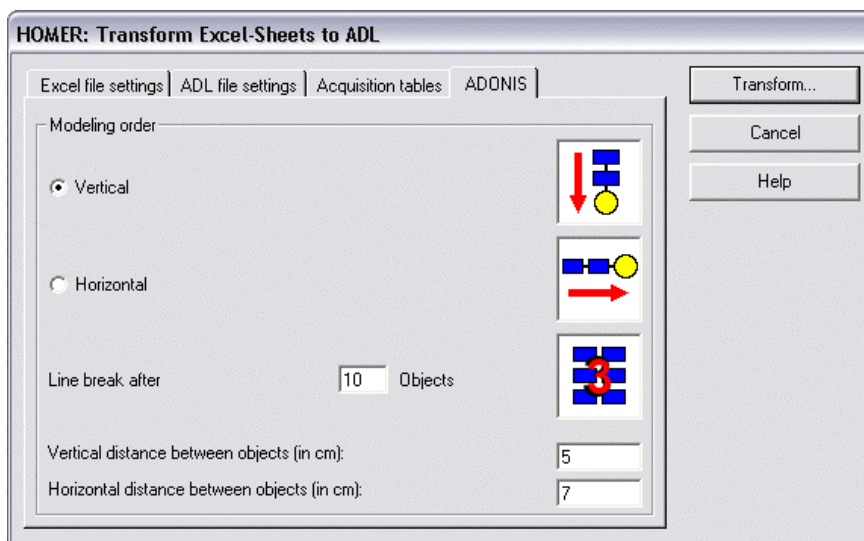 HOMER: Transform Excel-Sheets to ADL
Excel file settings ADL file settings Acquisition tables ADONIS
Transform...
Modeling order
Cancel
Vertical
Help
Horizontal
3
Line break after 10 Objects
Vertical distance between objects (in cm): 5
Horizontal distance between objects (in cm): 7